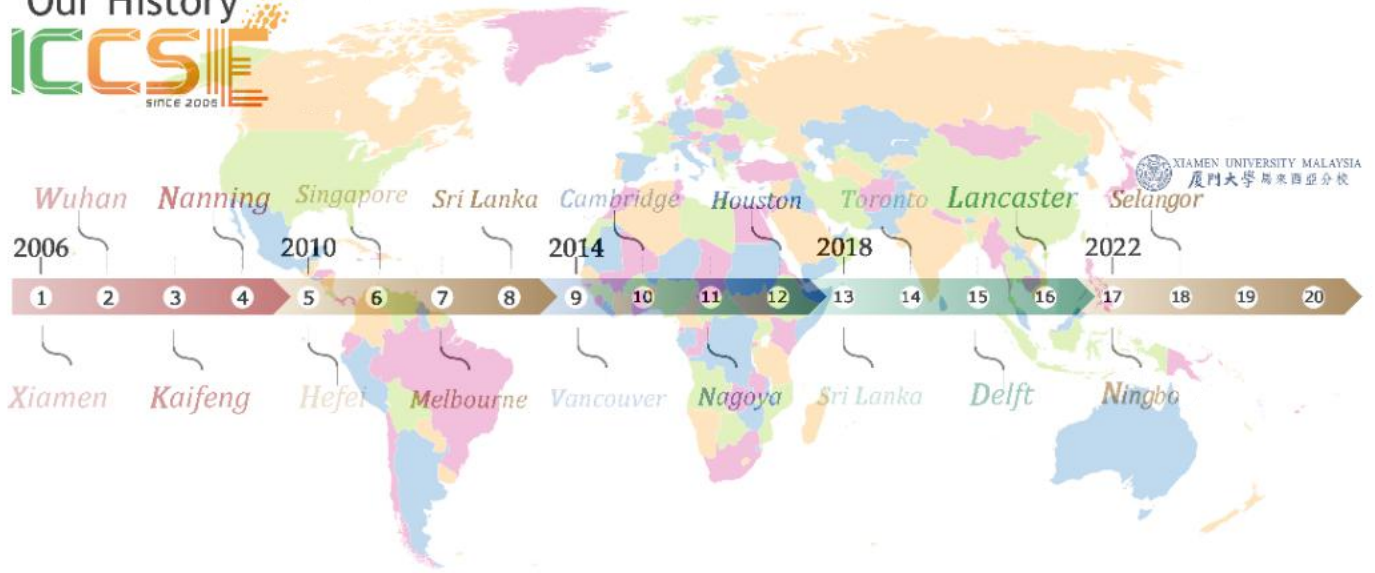 Our History
ICCSE
SINCE 2006
XIAMEN UNIVERSITY MALAYSIA
厦門大學 馬來西亞分校
Wuhan Nanning Singapore Sri Lanka Cambridge Houston Toronto Lancaster Selangor
2006 2010 2014 2018 2022
1 2 3 4 5 6 7 8 9 10 11 12 13 14 15 16 17 18 19 20
Xiamen Kaifeng Hefei Melbourne Vancouver Nagoya Sri Lanka Delft Ningbo